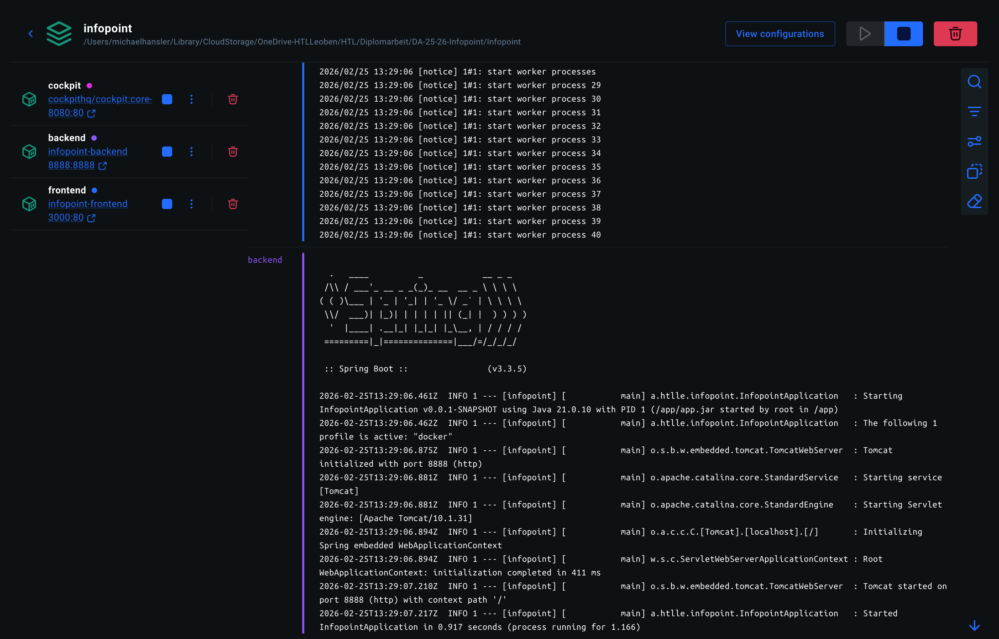 infopoint
/Users/michaelhansler/Library/CloudStorage/OneDrive-HTLLeoben/HTL/Diplomarbeit/DA-25-26-Infopoint/Infopoint
View configurations
cockpit
cockpithq/cockpit:core-
8080:80
backend
infopoint-backend
8888:8888
frontend
infopoint-frontend
3000:80
2026/02/25 13:29:06 [notice] 1#1: start worker processes
2026/02/25 13:29:06 [notice] 1#1: start worker process 29
2026/02/25 13:29:06 [notice] 1#1: start worker process 30
2026/02/25 13:29:06 [notice] 1#1: start worker process 31
2026/02/25 13:29:06 [notice] 1#1: start worker process 32
2026/02/25 13:29:06 [notice] 1#1: start worker process 33
2026/02/25 13:29:06 [notice] 1#1: start worker process 34
2026/02/25 13:29:06 [notice] 1#1: start worker process 35
2026/02/25 13:29:06 [notice] 1#1: start worker process 36
2026/02/25 13:29:06 [notice] 1#1: start worker process 37
2026/02/25 13:29:06 [notice] 1#1: start worker process 38
2026/02/25 13:29:06 [notice] 1#1: start worker process 39
2026/02/25 13:29:06 [notice] 1#1: start worker process 40
backend
  .   ____          _            __ _ _
 /\\ / ___'_ __ _ _(_)_ __  __ _ \ \ \ \
( ( )\___ | '_ | '_| | '_ \/ _` | \ \ \ \
 \\/  ___)| |_)| | | | | || (_| |  ) ) ) )
  '  |____| .__|_| |_|_| |_\__, | / / / /
 =========|_|==============|___/=/_/_/_/
 :: Spring Boot ::                (v3.3.5)
2026-02-25T13:29:06.461Z  INFO 1 --- [infopoint] [           main] a.htlle.infopoint.InfopointApplication   : Starting
InfopointApplication v0.0.1-SNAPSHOT using Java 21.0.10 with PID 1 (/app/app.jar started by root in /app)
2026-02-25T13:29:06.462Z  INFO 1 --- [infopoint] [           main] a.htlle.infopoint.InfopointApplication   : The following 1
profile is active: "docker"
2026-02-25T13:29:06.875Z  INFO 1 --- [infopoint] [           main] o.s.b.w.embedded.tomcat.TomcatWebServer  : Tomcat
initialized with port 8888 (http)
2026-02-25T13:29:06.881Z  INFO 1 --- [infopoint] [           main] o.apache.catalina.core.StandardService   : Starting service
[Tomcat]
2026-02-25T13:29:06.881Z  INFO 1 --- [infopoint] [           main] o.apache.catalina.core.StandardEngine    : Starting Servlet
engine: [Apache Tomcat/10.1.31]
2026-02-25T13:29:06.894Z  INFO 1 --- [infopoint] [           main] o.a.c.c.C.[Tomcat].[localhost].[/]       : Initializing
Spring embedded WebApplicationContext
2026-02-25T13:29:06.894Z  INFO 1 --- [infopoint] [           main] w.s.c.ServletWebServerApplicationContext : Root
WebApplicationContext: initialization completed in 411 ms
2026-02-25T13:29:07.210Z  INFO 1 --- [infopoint] [           main] o.s.b.w.embedded.tomcat.TomcatWebServer  : Tomcat started on
port 8888 (http) with context path '/'
2026-02-25T13:29:07.217Z  INFO 1 --- [infopoint] [           main] a.htlle.infopoint.InfopointApplication   : Started
InfopointApplication in 0.917 seconds (process running for 1.166)